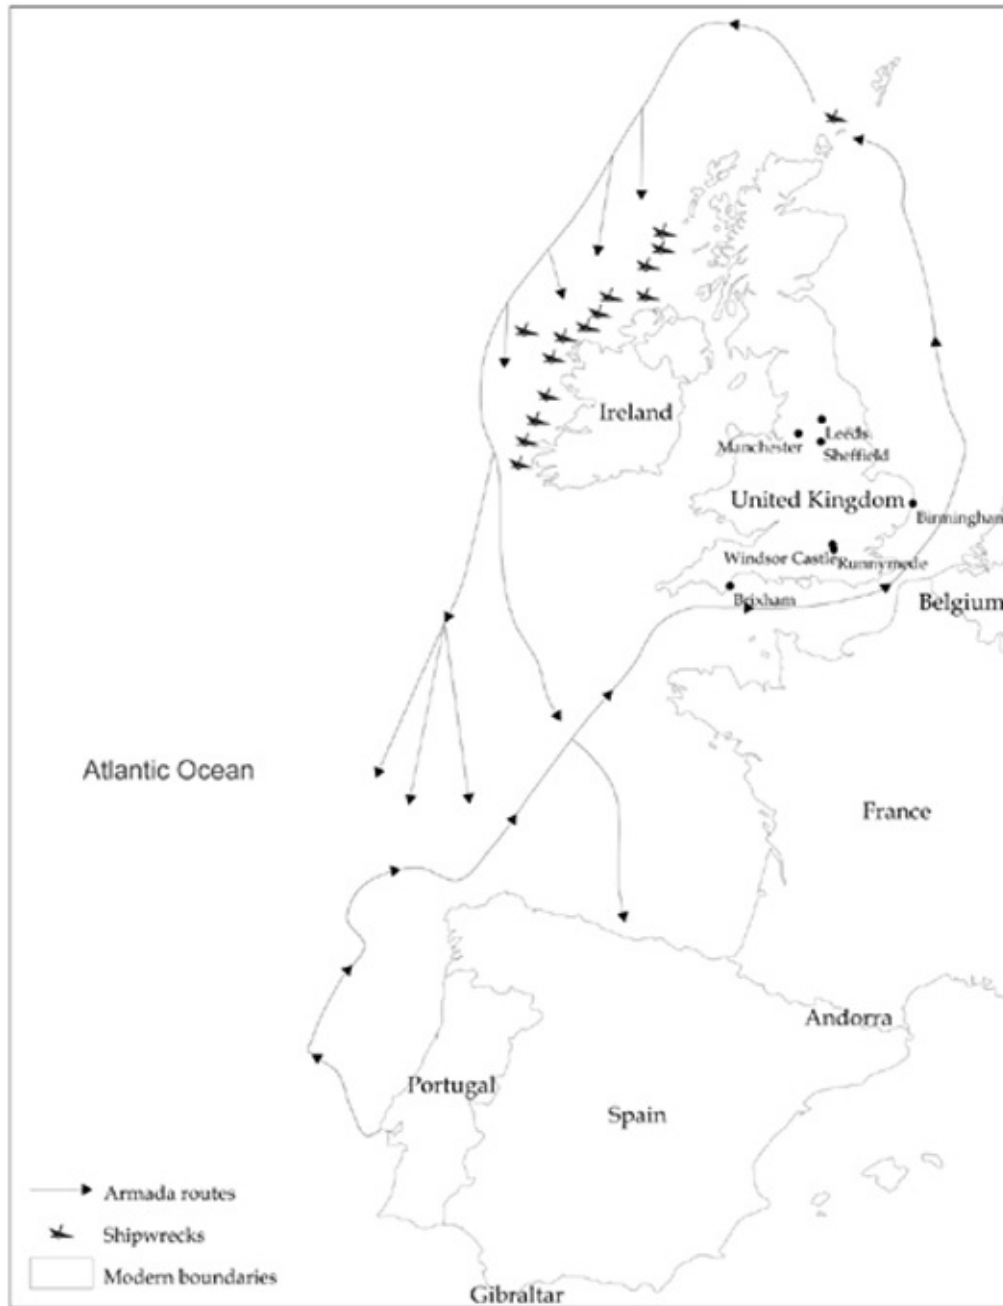 Ireland
Leeds
Manchester
Sheffield
United Kingdom
Birmingham
Windsor Castle
Runnymede
Brixham
Belgium
Atlantic Ocean
France
Andorra
Portugal
Spain
Armada routes
Shipwrecks
Modern boundaries
Gibraltar